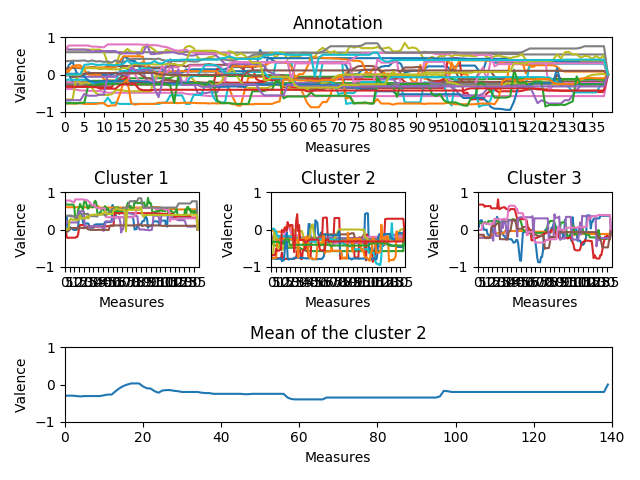 Annotation
Valence
1
0
−1
0 5 10 15 20 25 30 35 40 45 50 55 60 65 70 75 80 85 90 95 100 105 110 115 120 125 130 135
Measures
Cluster 1 Cluster 2 Cluster 3
Valence Valence Valence
1 1 1
0 0 0
−1 −1 −1
Measures Measures Measures
Mean of the cluster 2
Valence
1
0
−1
0 20 40 60 80 100 120 140
Measures